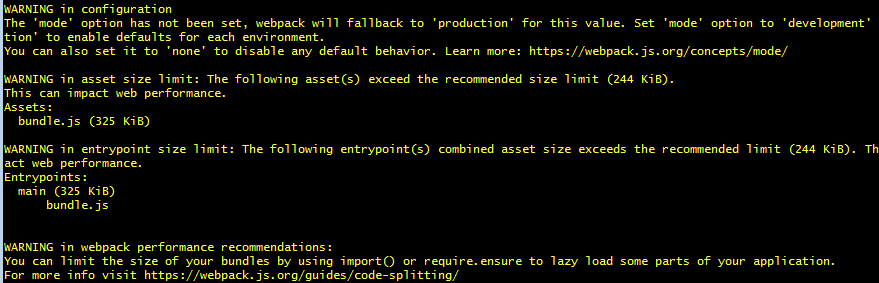 WARNING in configuration
The 'mode' option has not been set, webpack will fallback to 'production' for this value. Set 'mode' option to 'development'
tion' to enable defaults for each environment.
You can also set it to 'none' to disable any default behavior. Learn more: https://webpack.js.org/concepts/mode/
WARNING in asset size limit: The following asset(s) exceed the recommended size limit (244 KiB).
This can impact web performance.
Assets:
bundle.js (325 KiB)
WARNING in entrypoint size limit: The following entrypoint(s) combined asset size exceeds the recommended limit (244 KiB). Th
act web performance.
Entrypoints:
main (325 KiB)
bundle.js
WARNING in webpack performance recommendations:
You can limit the size of your bundles by using import() or require.ensure to lazy load some parts of your application.
For more info visit https://webpack.js.org/guides/code-splitting/